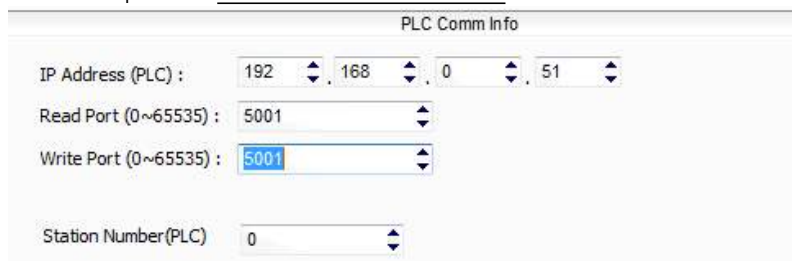 PLC Comm Info
IP Address (PLC) : 192 . 168 . 0 . 51
Read Port (0~65535) : 5001
Write Port (0~65535) : 5001
Station Number(PLC) 0